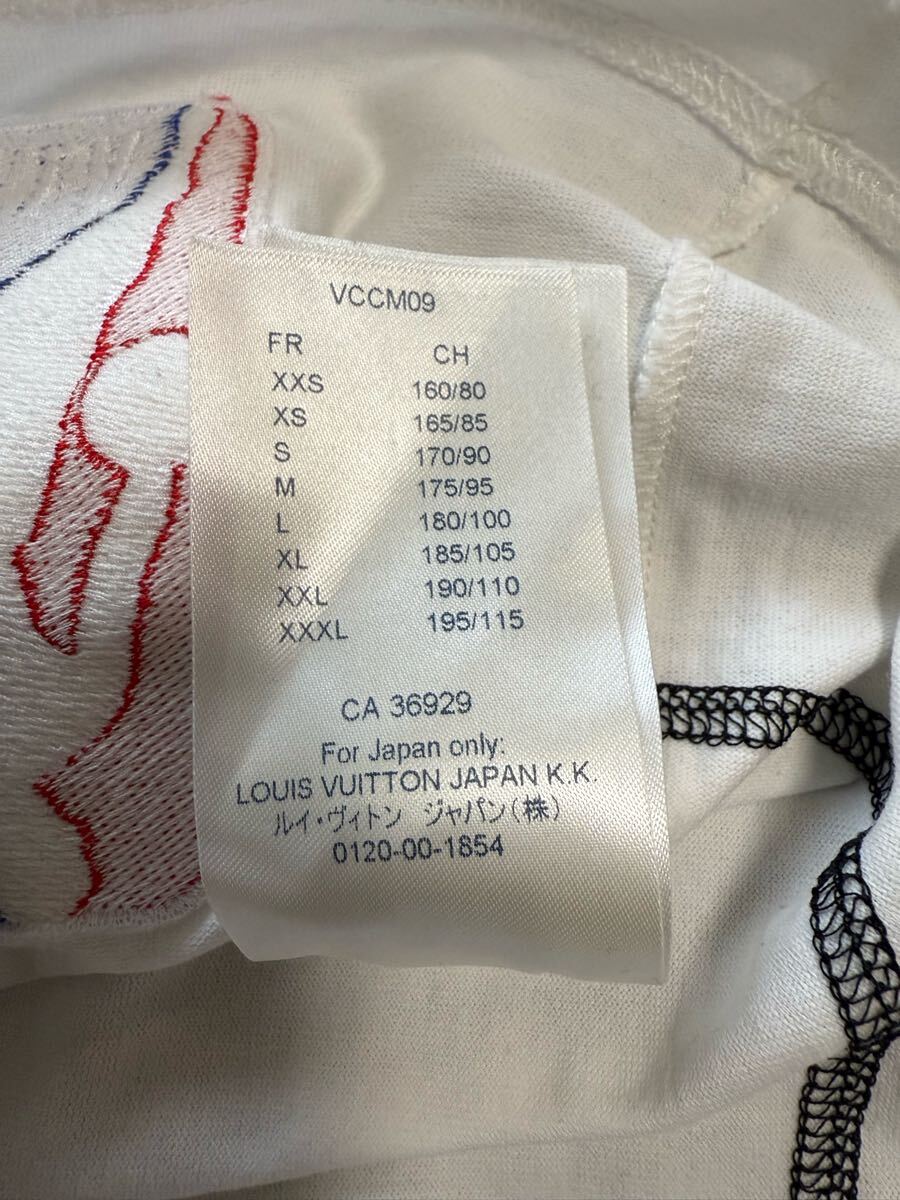 VCCM09
FR CH
XXS 160/80
XS 165/85
S 170/90
M 175/95
L 180/100
XL 185/105
XXL 190/110
XXXL 195/115
CA 36929
For Japan only:
LOUIS VUITTON JAPAN K.K.
ルイ・ヴィトン ジャパン(株)
0120-00-1854